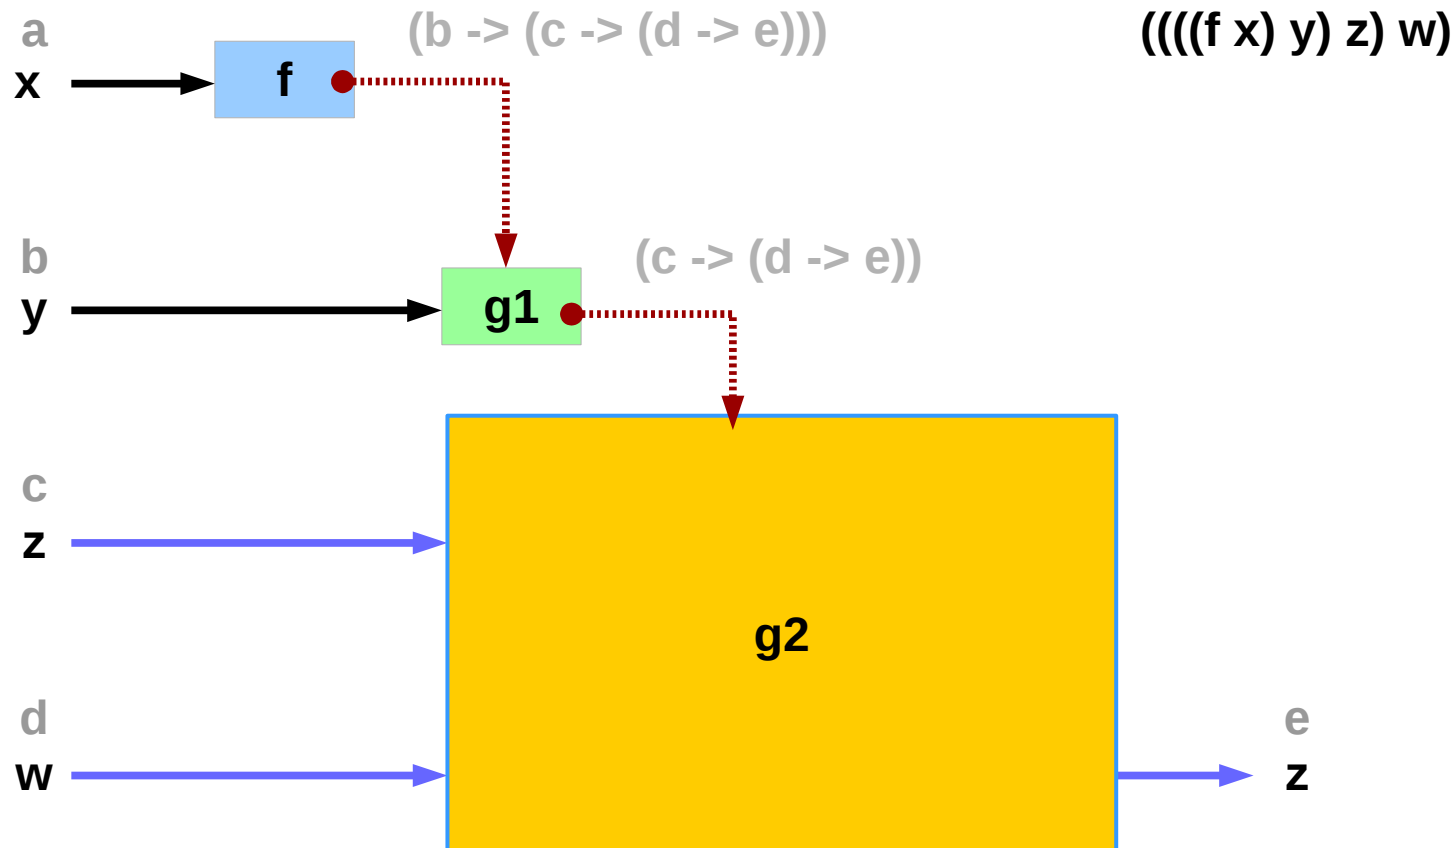 a (b -> (c -> (d -> e))) ((((f x) y) z) w)
x f
b (c -> (d -> e))
y g1
c
z
g2
d e
w z